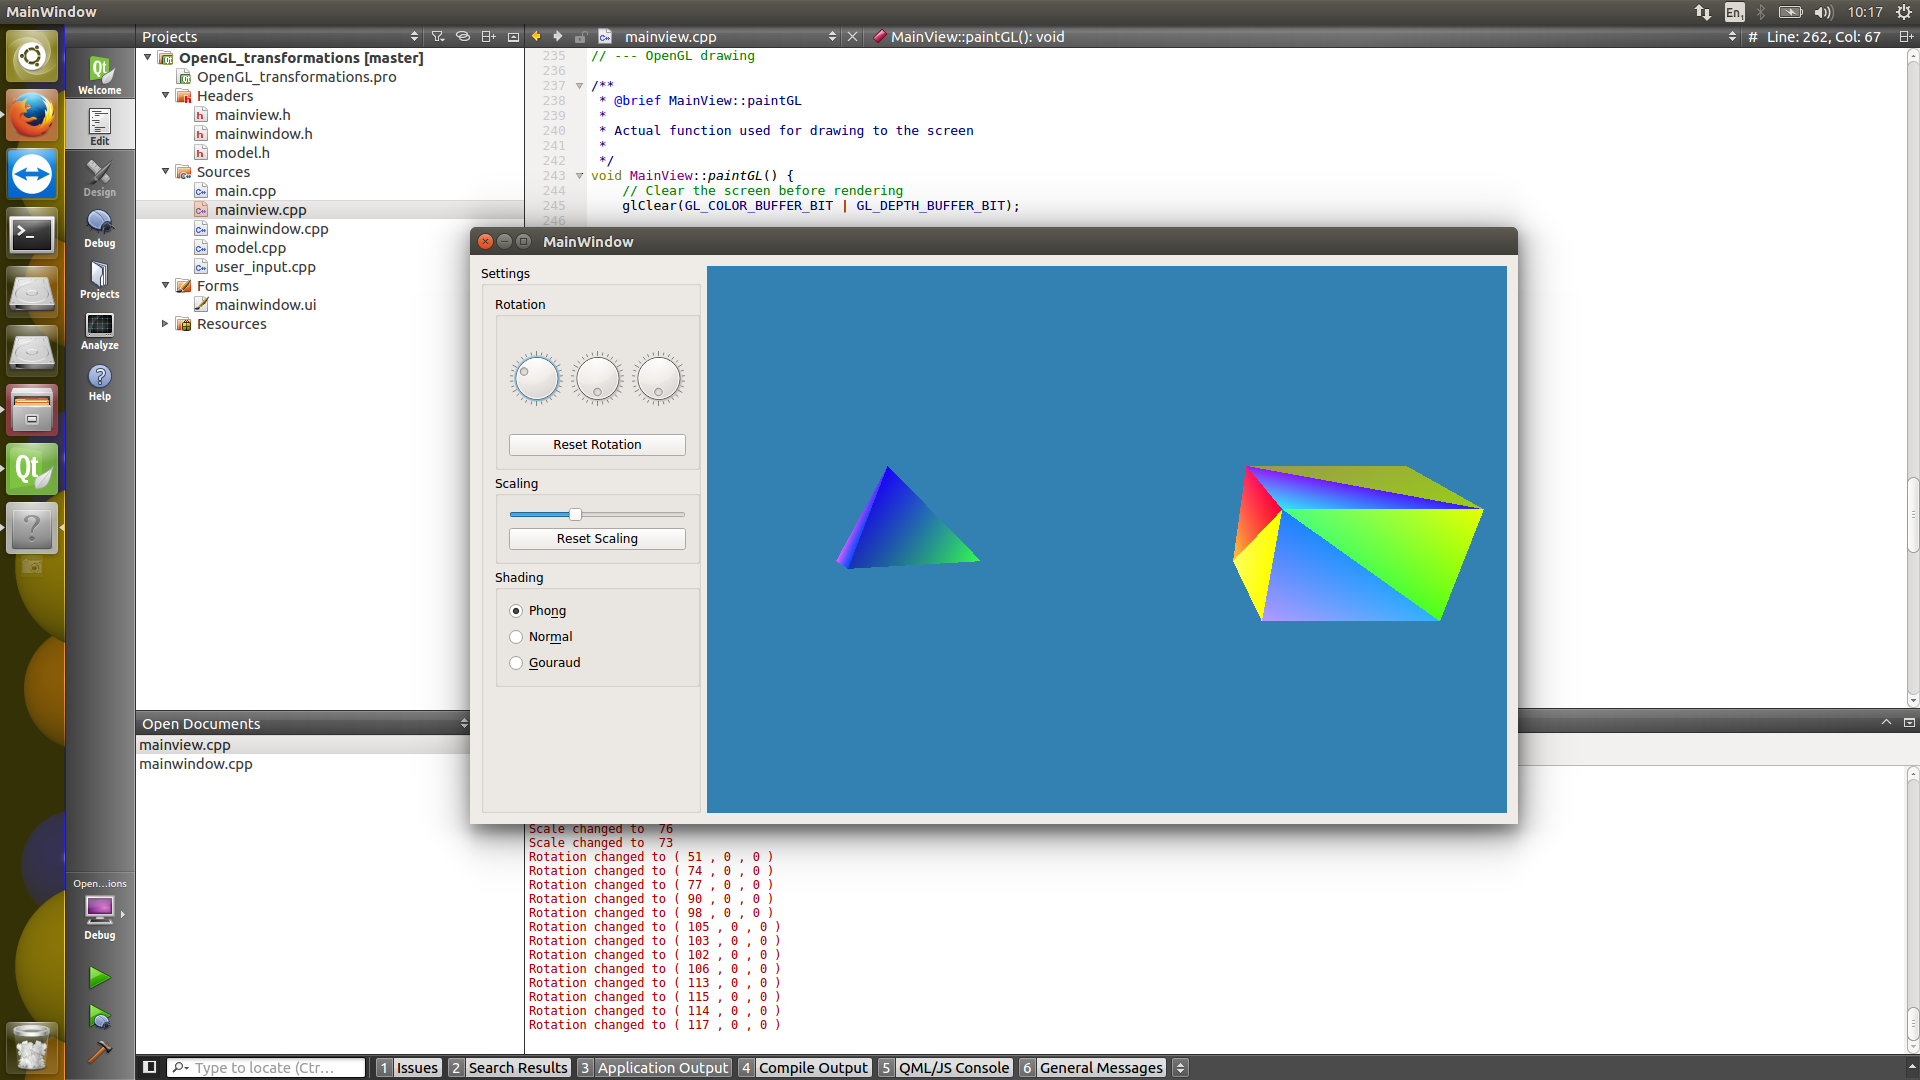 MainWindow
En1
10:17
Projects
mainview.cpp
MainView::paintGL(): void
# Line: 262, Col: 67
Welcome
Edit
Design
Debug
Projects
Analyze
Help
OpenGL_transformations [master]
OpenGL_transformations.pro
Headers
mainview.h
mainwindow.h
model.h
Sources
main.cpp
mainview.cpp
mainwindow.cpp
model.cpp
user_input.cpp
Forms
mainwindow.ui
Resources
235 // --- OpenGL drawing
236
237 /**
238 * @brief MainView::paintGL
239 *
240 * Actual function used for drawing to the screen
241 *
242 */
243 void MainView::paintGL() {
244 // Clear the screen before rendering
245 glClear(GL_COLOR_BUFFER_BIT | GL_DEPTH_BUFFER_BIT);
246
MainWindow
Settings
Rotation
Reset Rotation
Scaling
Reset Scaling
Shading
Phong
Normal
Gouraud
Open Documents
mainview.cpp
mainwindow.cpp
Scale changed to 76
Scale changed to 73
Rotation changed to ( 51 , 0 , 0 )
Rotation changed to ( 74 , 0 , 0 )
Rotation changed to ( 77 , 0 , 0 )
Rotation changed to ( 90 , 0 , 0 )
Rotation changed to ( 98 , 0 , 0 )
Rotation changed to ( 105 , 0 , 0 )
Rotation changed to ( 103 , 0 , 0 )
Rotation changed to ( 102 , 0 , 0 )
Rotation changed to ( 106 , 0 , 0 )
Rotation changed to ( 113 , 0 , 0 )
Rotation changed to ( 115 , 0 , 0 )
Rotation changed to ( 114 , 0 , 0 )
Rotation changed to ( 117 , 0 , 0 )
Open...ions
Debug
Type to locate (Ctr...
1 Issues
2 Search Results
3 Application Output
4 Compile Output
5 QML/JS Console
6 General Messages